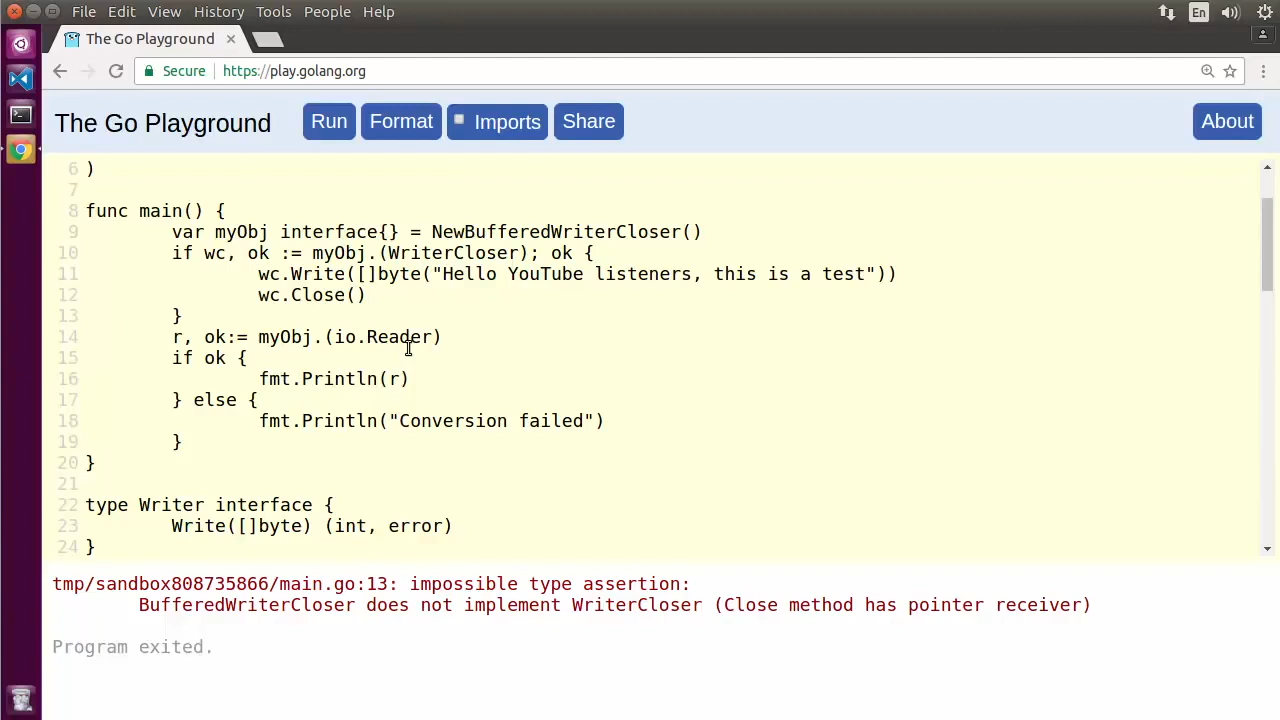 File Edit View History Tools People Help
En
The Go Playground
Secure https://play.golang.org
The Go Playground Run Format Imports Share About
6 )
7
8 func main() {
9 var myObj interface{} = NewBufferedWriterCloser()
10 if wc, ok := myObj.(WriterCloser); ok {
11 wc.Write([]byte("Hello YouTube listeners, this is a test"))
12 wc.Close()
13 }
14 r, ok:= myObj.(io.Reader)
15 if ok {
16 fmt.Println(r)
17 } else {
18 fmt.Println("Conversion failed")
19 }
20 }
21
22 type Writer interface {
23 Write([]byte) (int, error)
24 }
tmp/sandbox808735866/main.go:13: impossible type assertion:
BufferedWriterCloser does not implement WriterCloser (Close method has pointer receiver)
Program exited.